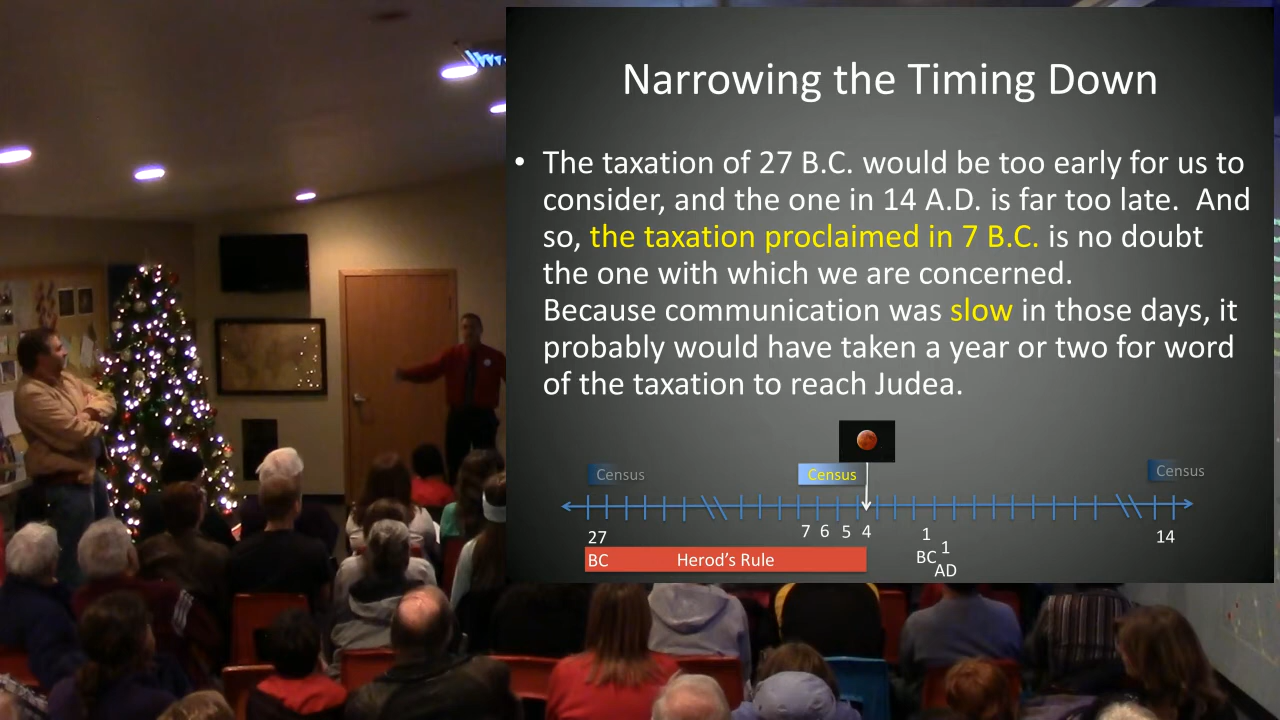 Narrowing the Timing Down
• The taxation of 27 B.C. would be too early for us to
consider, and the one in 14 A.D. is far too late.  And
so, the taxation proclaimed in 7 B.C. is no doubt
the one with which we are concerned.
Because communication was slow in those days, it
probably would have taken a year or two for word
of the taxation to reach Judea.
Census Census Census
27 7 6 5 4 1 14
BC Herod's Rule BC 1
AD